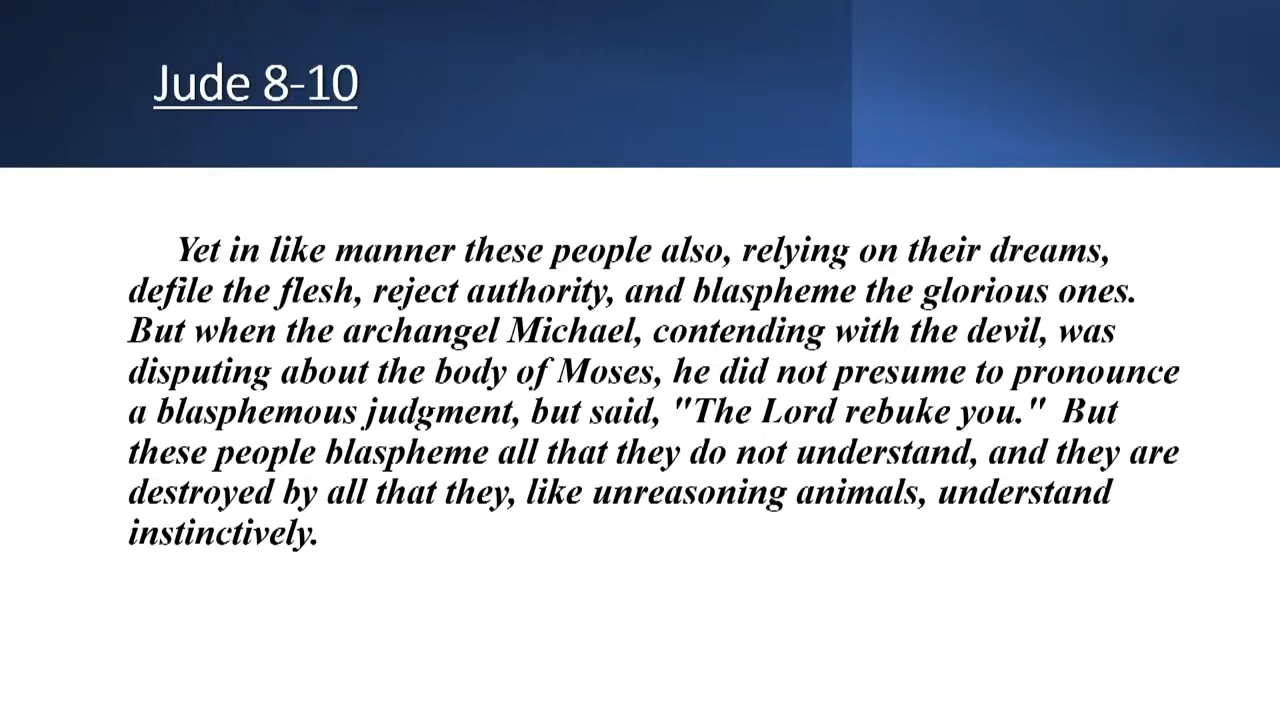 Jude 8-10
Yet in like manner these people also, relying on their dreams,
defile the flesh, reject authority, and blaspheme the glorious ones.
But when the archangel Michael, contending with the devil, was
disputing about the body of Moses, he did not presume to pronounce
a blasphemous judgment, but said, "The Lord rebuke you."  But
these people blaspheme all that they do not understand, and they are
destroyed by all that they, like unreasoning animals, understand
instinctively.